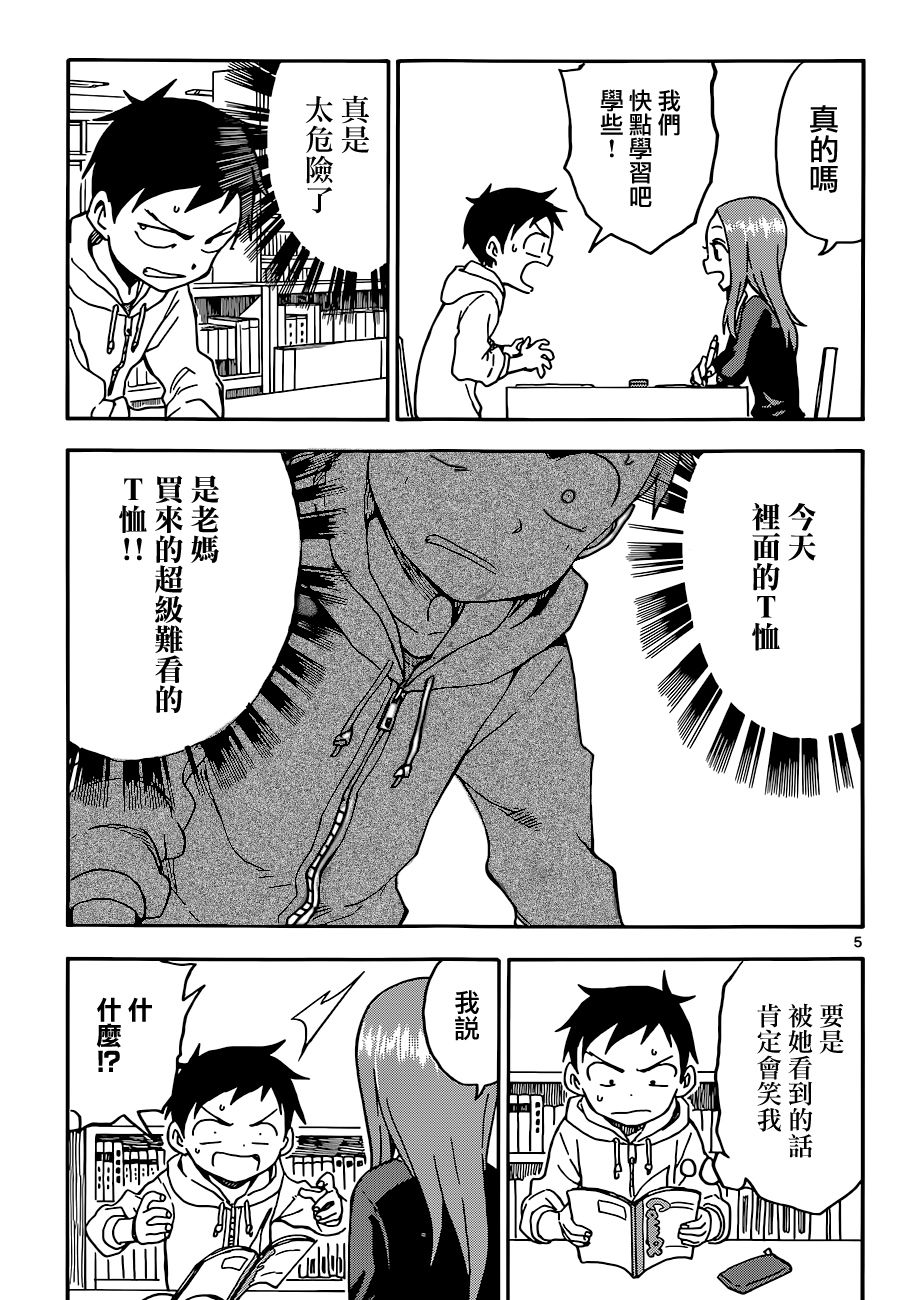 真的嗎
我們
快點學習吧
學些!
真是
太危險了
今天
裡面的T恤
是老媽
買來的超級難看的
T恤!!
5
要是
被她看到的話
肯定會笑我
我説
什
什麼!?